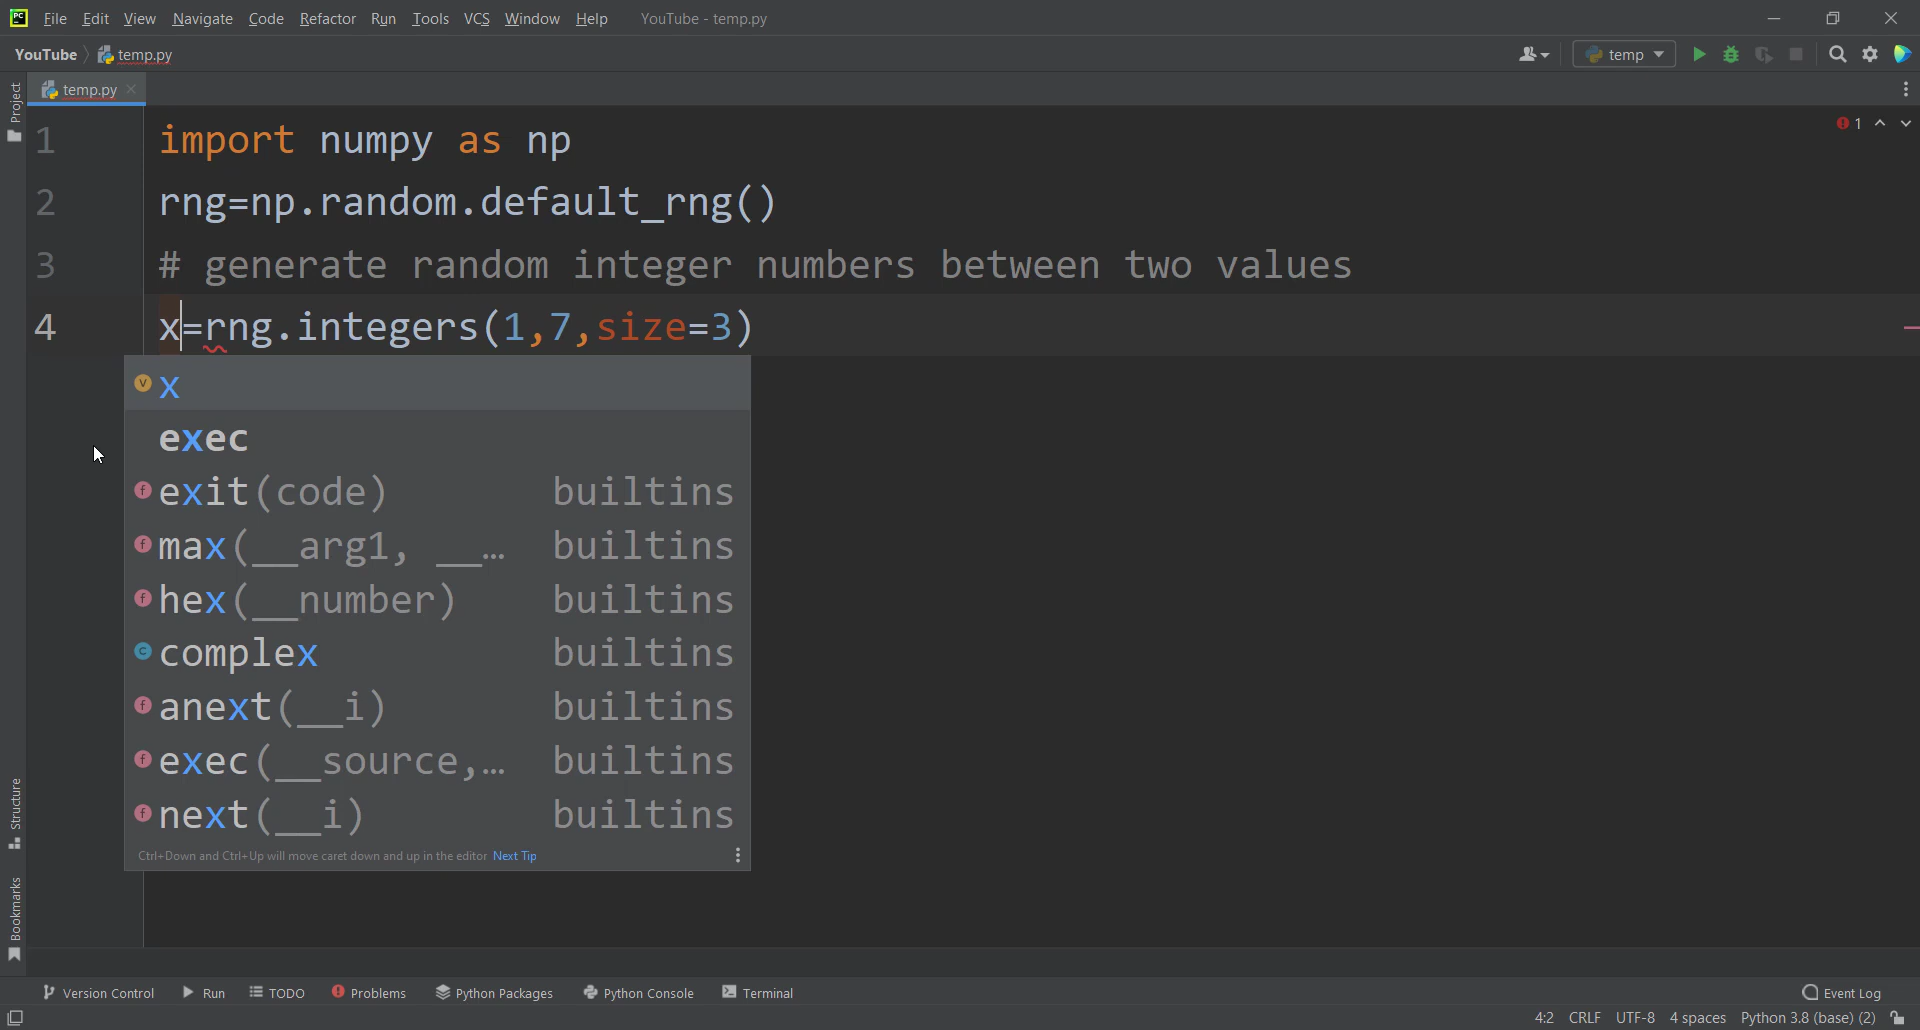 PC File Edit View Navigate Code Refactor Run Tools VCS Window Help YouTube - temp.py
YouTube temp.py temp
Project
temp.py
1 import numpy as np 1
2 rng=np.random.default_rng()
3 # generate random integer numbers between two values
4 x=rng.integers(1,7,size=3)
v x
exec
f exit(code) builtins
f max(__arg1, __… builtins
f hex(__number) builtins
c complex builtins
f anext(__i) builtins
f exec(__source,… builtins
f next(__i) builtins
Ctrl+Down and Ctrl+Up will move caret down and up in the editor Next Tip
Structure
Bookmarks
Version Control Run TODO Problems Python Packages Python Console Terminal Event Log
4:2 CRLF UTF-8 4 spaces Python 3.8 (base) (2)